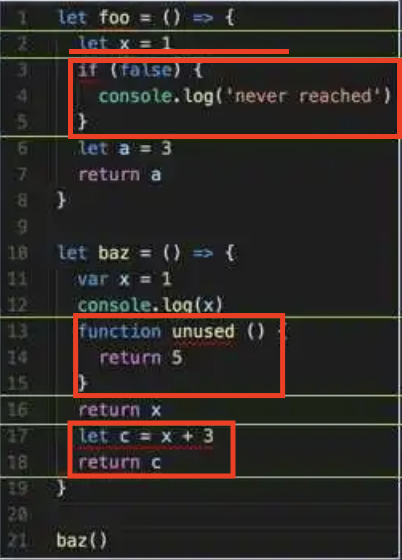 1 let foo = () => {
2 let x = 1
3 if (false) {
4 console.log('never reached')
5 }
6 let a = 3
7 return a
8 }
9
10 let baz = () => {
11 var x = 1
12 console.log(x)
13 function unused () {
14 return 5
15 }
16 return x
17 let c = x + 3
18 return c
19 }
20
21 baz()